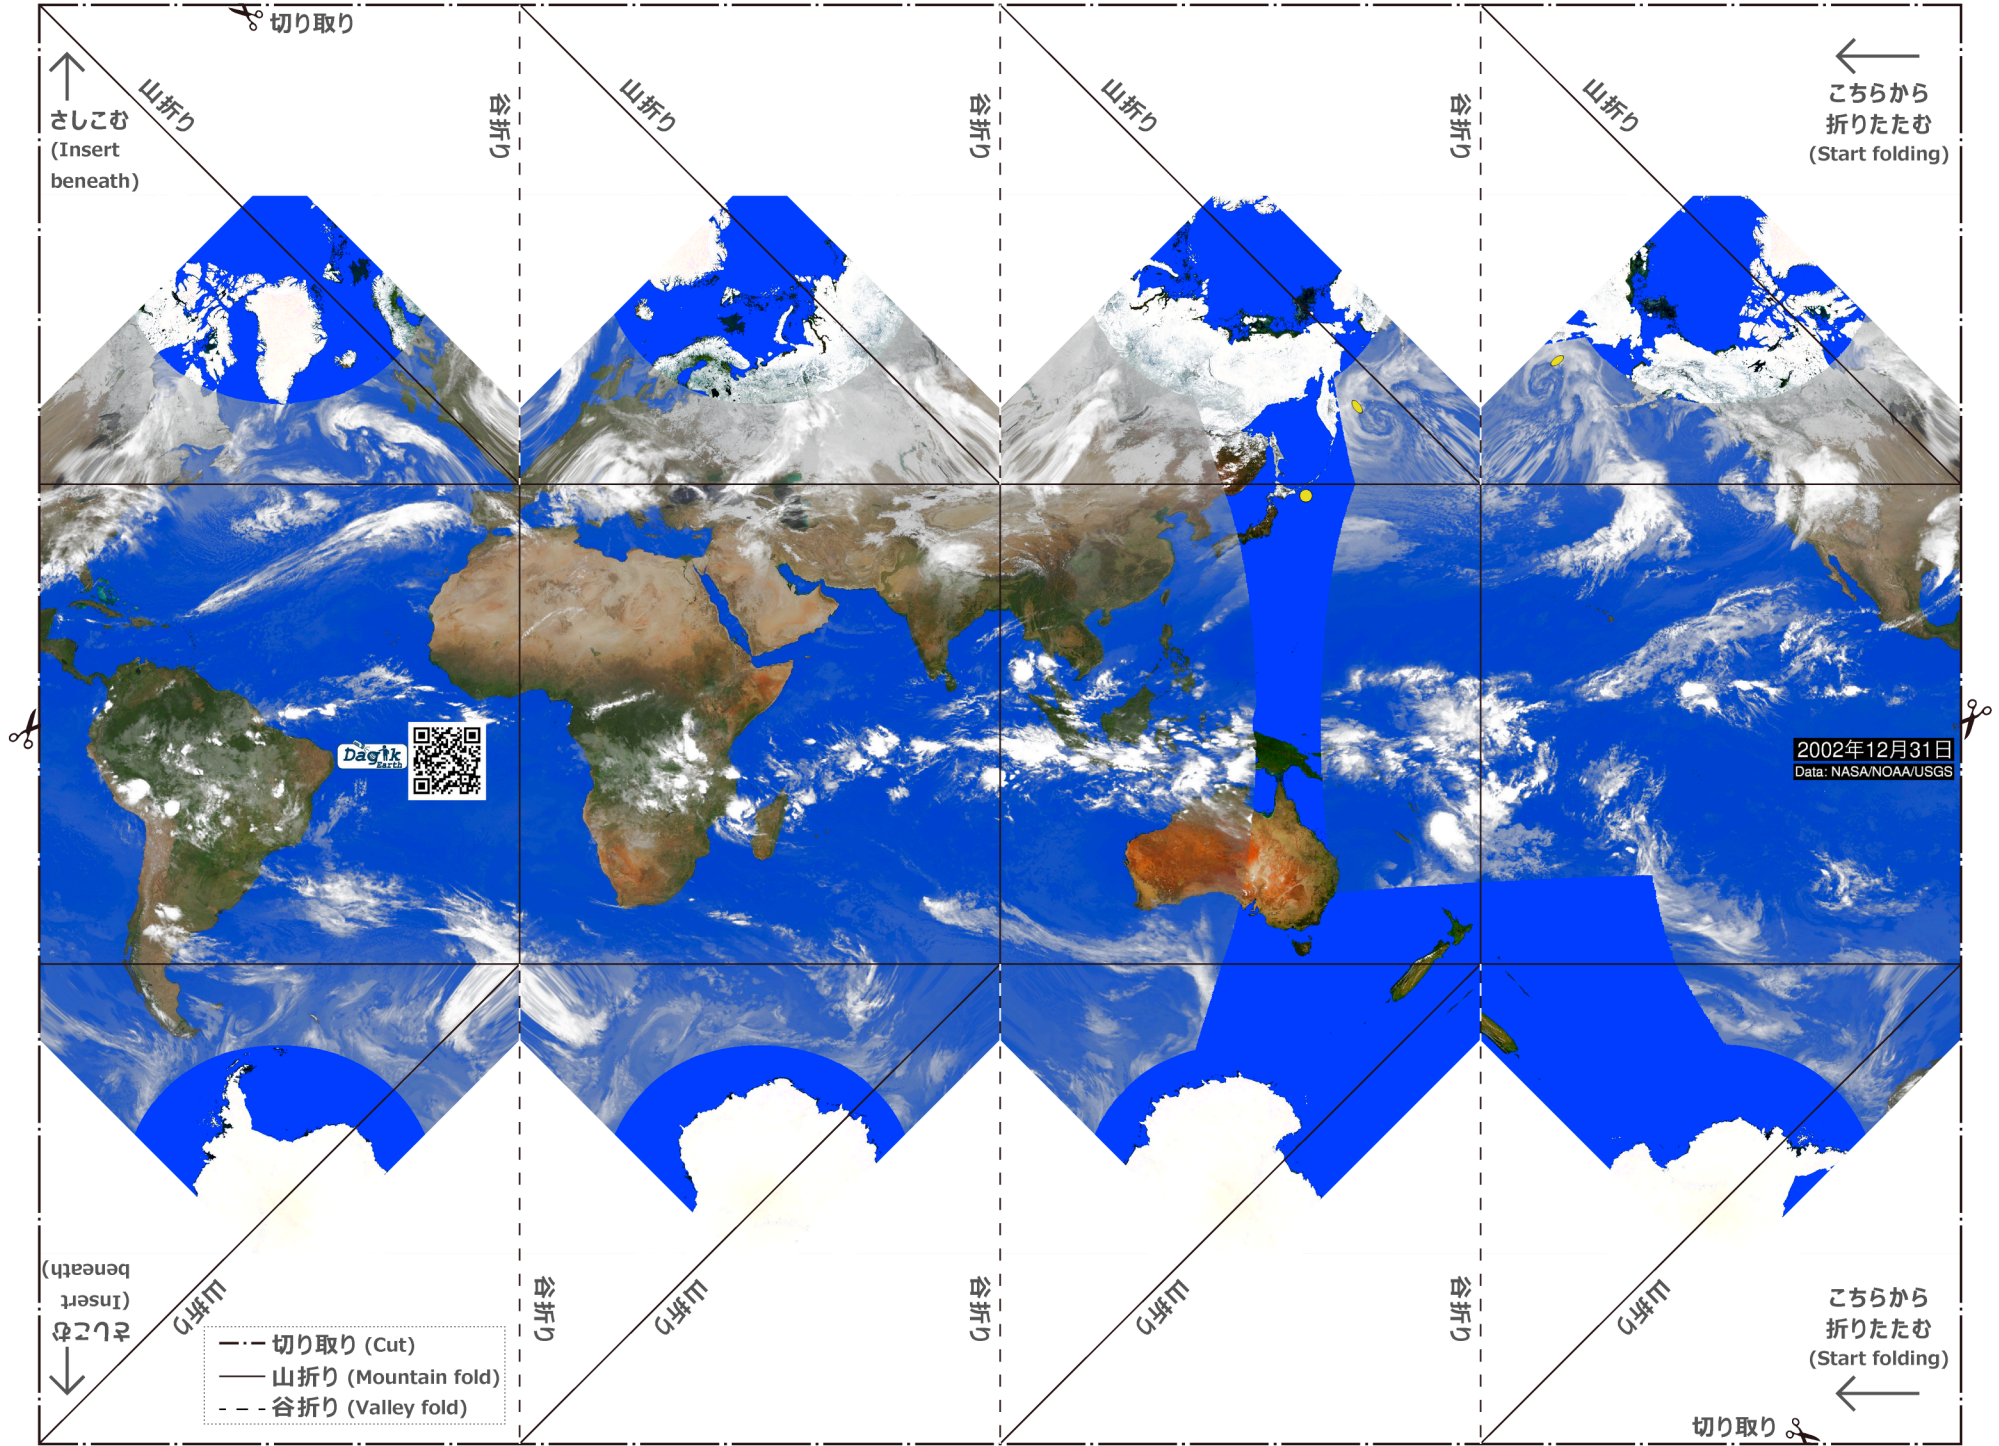 切り取り
山折り
山折り
山折り
山折り
谷折り
谷折り
谷折り
さしこむ
(Insert
beneath)
こちらから
折りたたむ
(Start folding)
Dagik
Earth
2002年12月31日
Data: NASA/NOAA/USGS
さしこむ
(Insert
beneath)
山折り
山折り
山折り
山折り
谷折り
谷折り
谷折り
切り取り (Cut)
山折り (Mountain fold)
谷折り (Valley fold)
こちらから
折りたたむ
(Start folding)
切り取り